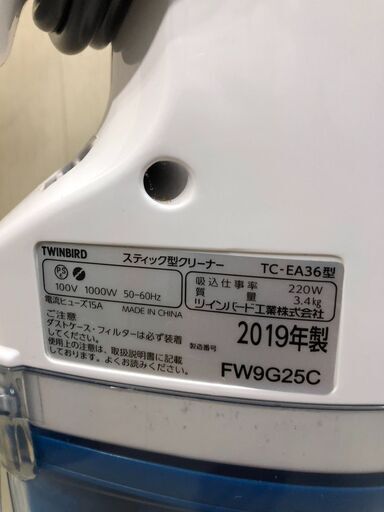 TWINBIRD スティック型クリーナー TC-EA36型
PS E
100V 1000W 50-60Hz
電流ヒューズ15A MADE IN CHINA
吸込仕事率 220W
質量 3.4kg
ツインバード工業株式会社
ご注意
ダストケース・フィルターは必ず装着
してください。
使用上の注意は、取扱説明書に記載
しております。よくお読みください。
製造番号
2019年製
FW9G25C